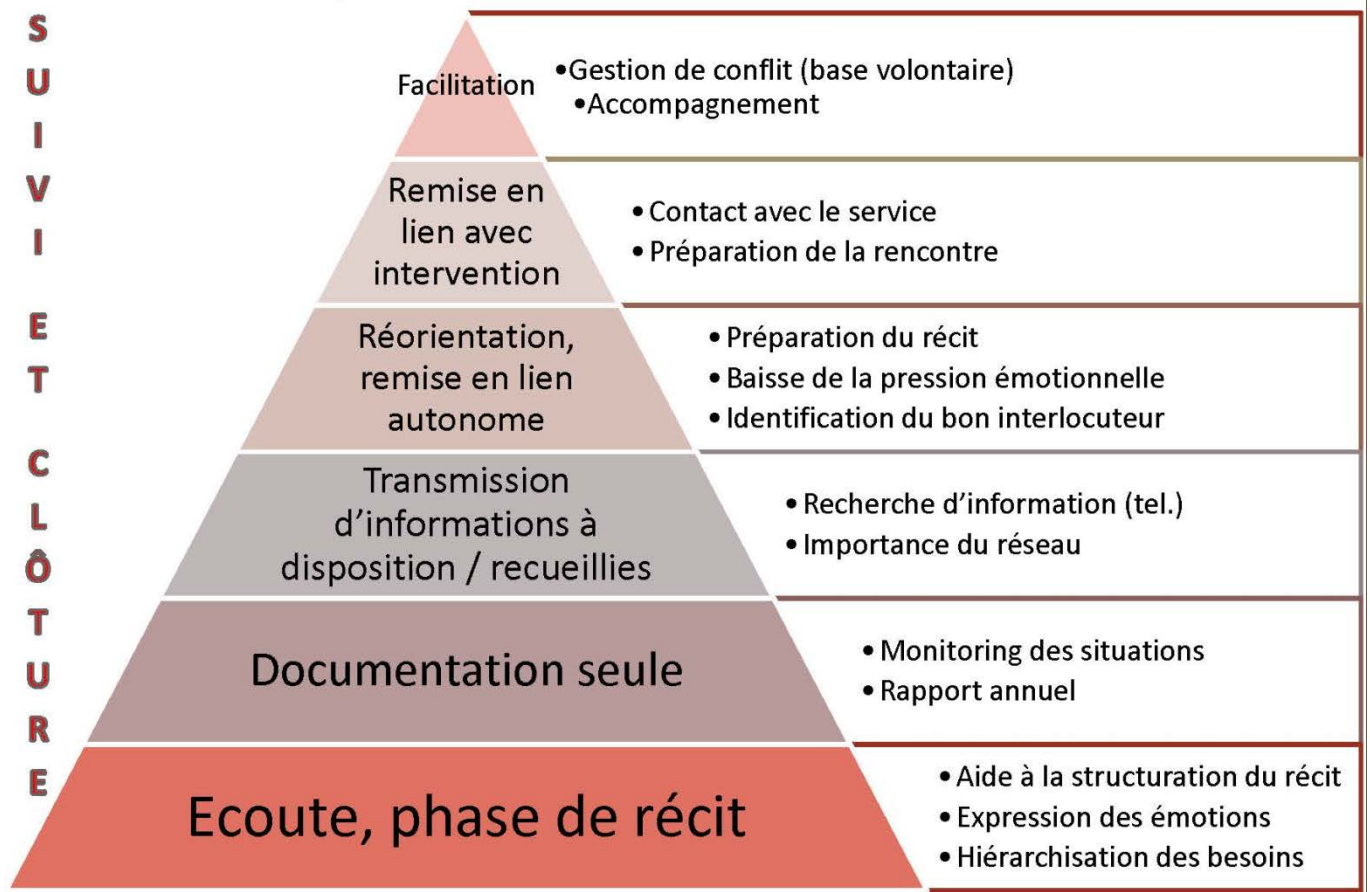 SUIVI ET CLÔTURE
Facilitation
•Gestion de conflit (base volontaire)
•Accompagnement
Remise en
lien avec
intervention
• Contact avec le service
• Préparation de la rencontre
Réorientation,
remise en lien
autonome
• Préparation du récit
• Baisse de la pression émotionnelle
• Identification du bon interlocuteur
Transmission
d’informations à
disposition / recueillies
• Recherche d’information (tel.)
• Importance du réseau
Documentation seule
• Monitoring des situations
• Rapport annuel
Ecoute, phase de récit
• Aide à la structuration du récit
• Expression des émotions
• Hiérarchisation des besoins